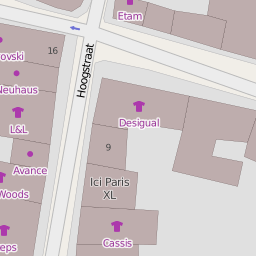 Etam
16
ovski
Hoogstraat
Neuhaus
Desigual
L&L
9
Avance
Ici Paris
XL
Woods
Cassis
eps